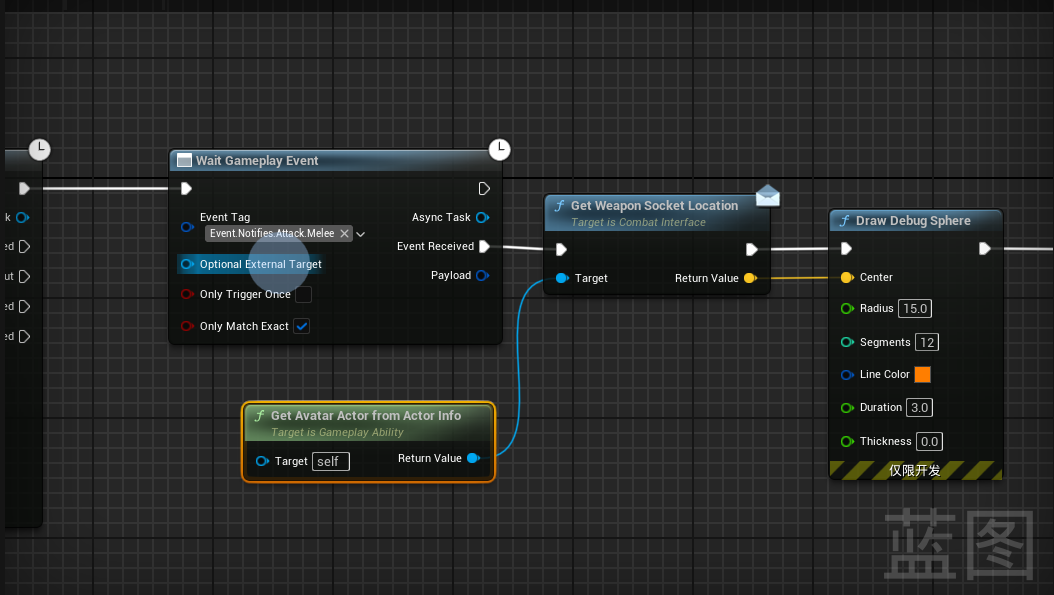 Wait Gameplay Event
k
Event Tag
Async Task
Event.Notifies.Attack.Melee
ed
Event Received
Optional External Target
ut
Payload
Only Trigger Once
ed
Only Match Exact
ed
Get Weapon Socket Location
Target is Combat Interface
Target
Return Value
Draw Debug Sphere
Center
Radius 15.0
Segments 12
Line Color
Duration 3.0
Thickness 0.0
仅限开发
Get Avatar Actor from Actor Info
Target is Gameplay Ability
Target self
Return Value
蓝图